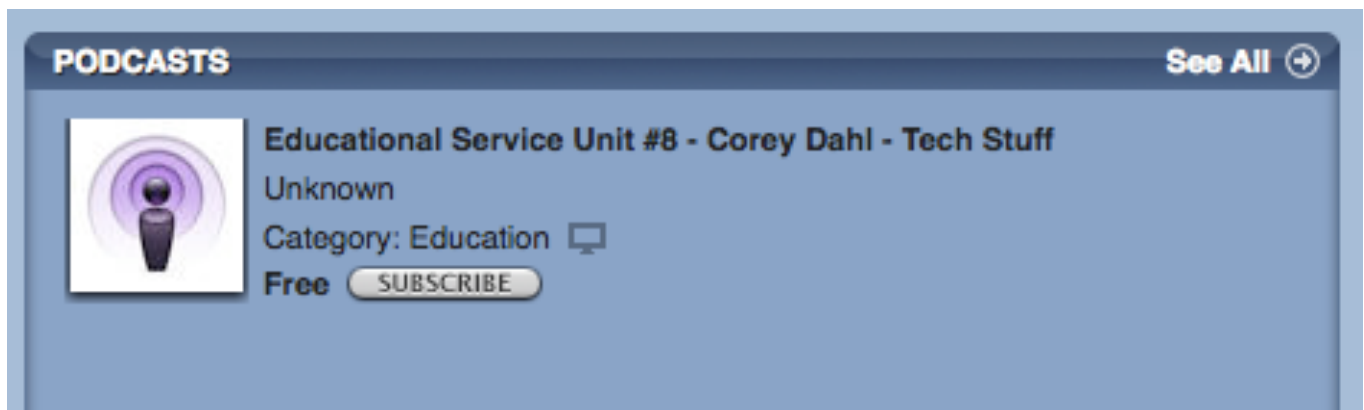 PODCASTS See All
Educational Service Unit #8 - Corey Dahl - Tech Stuff
Unknown
Category: Education
Free SUBSCRIBE